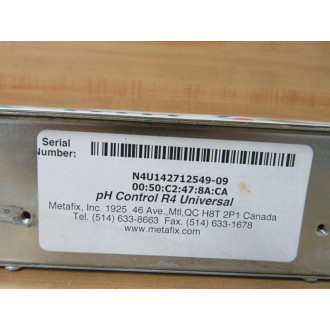 Serial
Number:
N4U142712549-09
00:50:C2:47:8A:CA
pH Control R4 Universal
Metafix, Inc. 1925 46 Ave.,Mtl,QC H8T 2P1 Canada
Tel. (514) 633-8663 Fax. (514) 633-1678
www.metafix.com